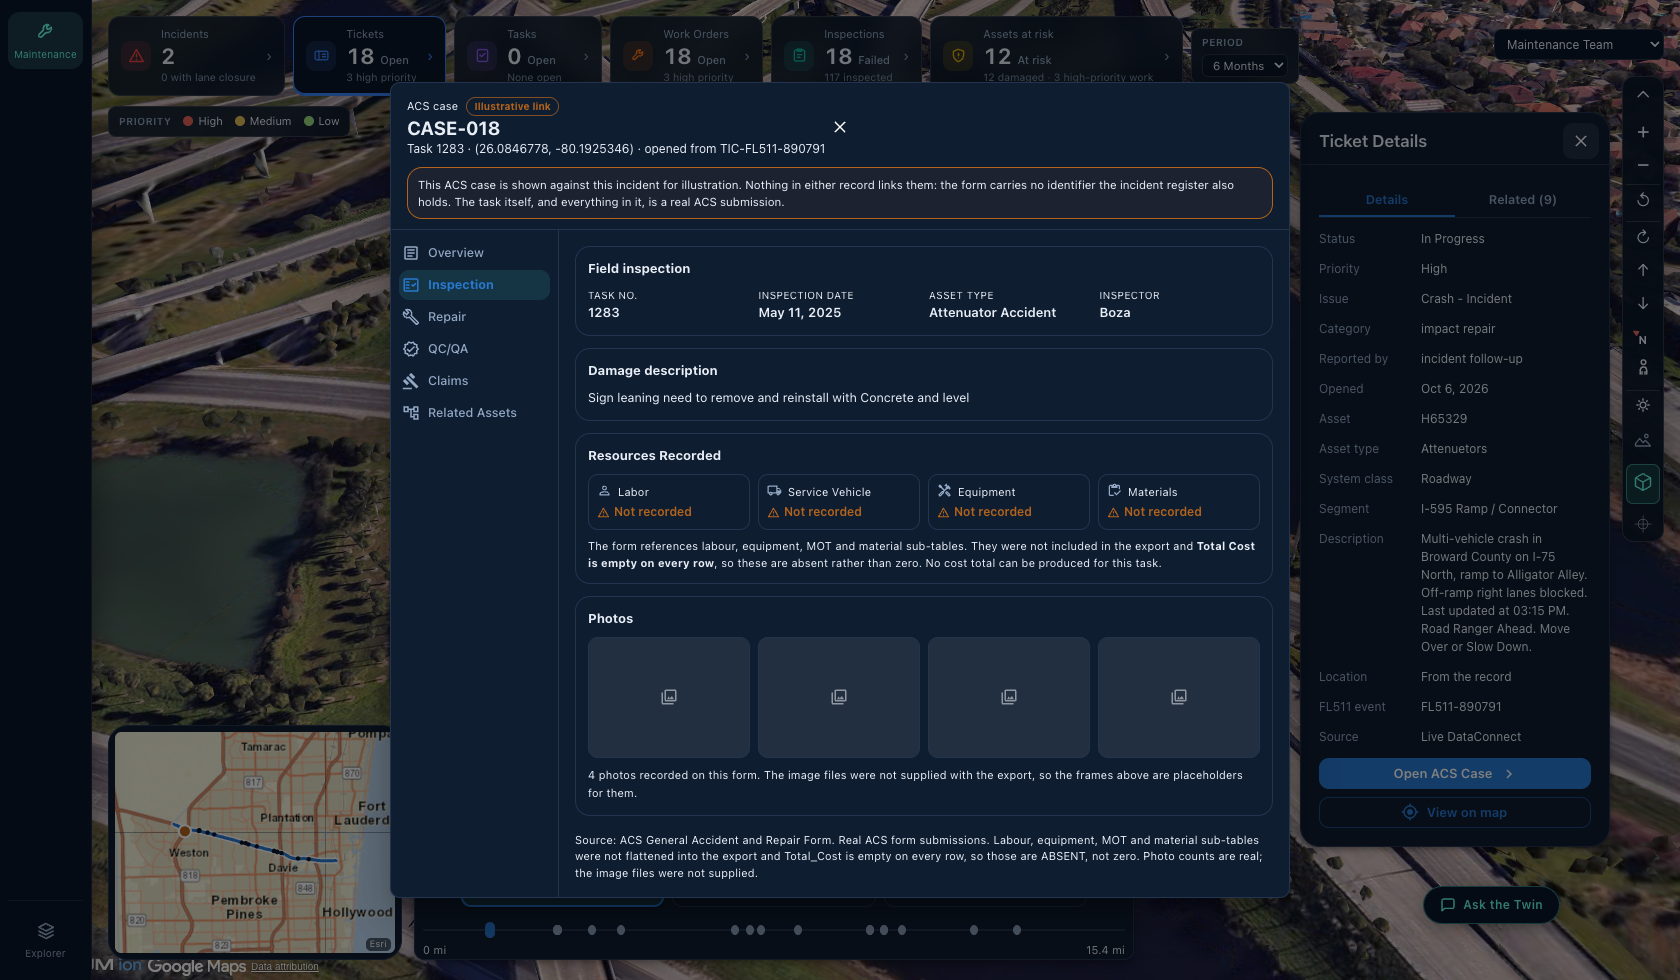 Maintenance
Incidents
2
0 with lane closure
Tickets
18 Open
3 high priority
Tasks
0 Open
None open
Work Orders
18 Open
3 high priority
Inspections
18 Failed
117 inspected
Assets at risk
12 At risk
12 damaged · 3 high-priority work
PERIOD
6 Months
Maintenance Team
PRIORITY High Medium Low
ACS case Illustrative link
CASE-018
Task 1283 · (26.0846778, -80.1925346) · opened from TIC-FL511-890791
This ACS case is shown against this incident for illustration. Nothing in either record links them: the form carries no identifier the incident register also
holds. The task itself, and everything in it, is a real ACS submission.
Overview
Inspection
Repair
QC/QA
Claims
Related Assets
Field inspection
TASK NO. INSPECTION DATE ASSET TYPE INSPECTOR
1283 May 11, 2025 Attenuator Accident Boza
Damage description
Sign leaning need to remove and reinstall with Concrete and level
Resources Recorded
Labor Service Vehicle Equipment Materials
Not recorded Not recorded Not recorded Not recorded
The form references labour, equipment, MOT and material sub-tables. They were not included in the export and Total Cost
is empty on every row, so these are absent rather than zero. No cost total can be produced for this task.
Photos
4 photos recorded on this form. The image files were not supplied with the export, so the frames above are placeholders
for them.
Source: ACS General Accident and Repair Form. Real ACS form submissions. Labour, equipment, MOT and material sub-tables
were not flattened into the export and Total_Cost is empty on every row, so those are ABSENT, not zero. Photo counts are real;
the image files were not supplied.
Ticket Details
Details Related (9)
Status In Progress
Priority High
Issue Crash - Incident
Category impact repair
Reported by incident follow-up
Opened Oct 6, 2026
Asset H65329
Asset type Attenuetors
System class Roadway
Segment I-595 Ramp / Connector
Description Multi-vehicle crash in
Broward County on I-75
North, ramp to Alligator Alley.
Off-ramp right lanes blocked.
Last updated at 03:15 PM.
Road Ranger Ahead. Move
Over or Slow Down.
Location From the record
FL511 event FL511-890791
Source Live DataConnect
Open ACS Case
View on map
N
Ask the Twin
Tamarac
817
870
Fort
Plantation
Weston
Davie
818
848
Pembroke
Pines
Hollywood
820
823
Esri
0 mi
15.4 mi
Explorer
ion Google Maps Data attribution